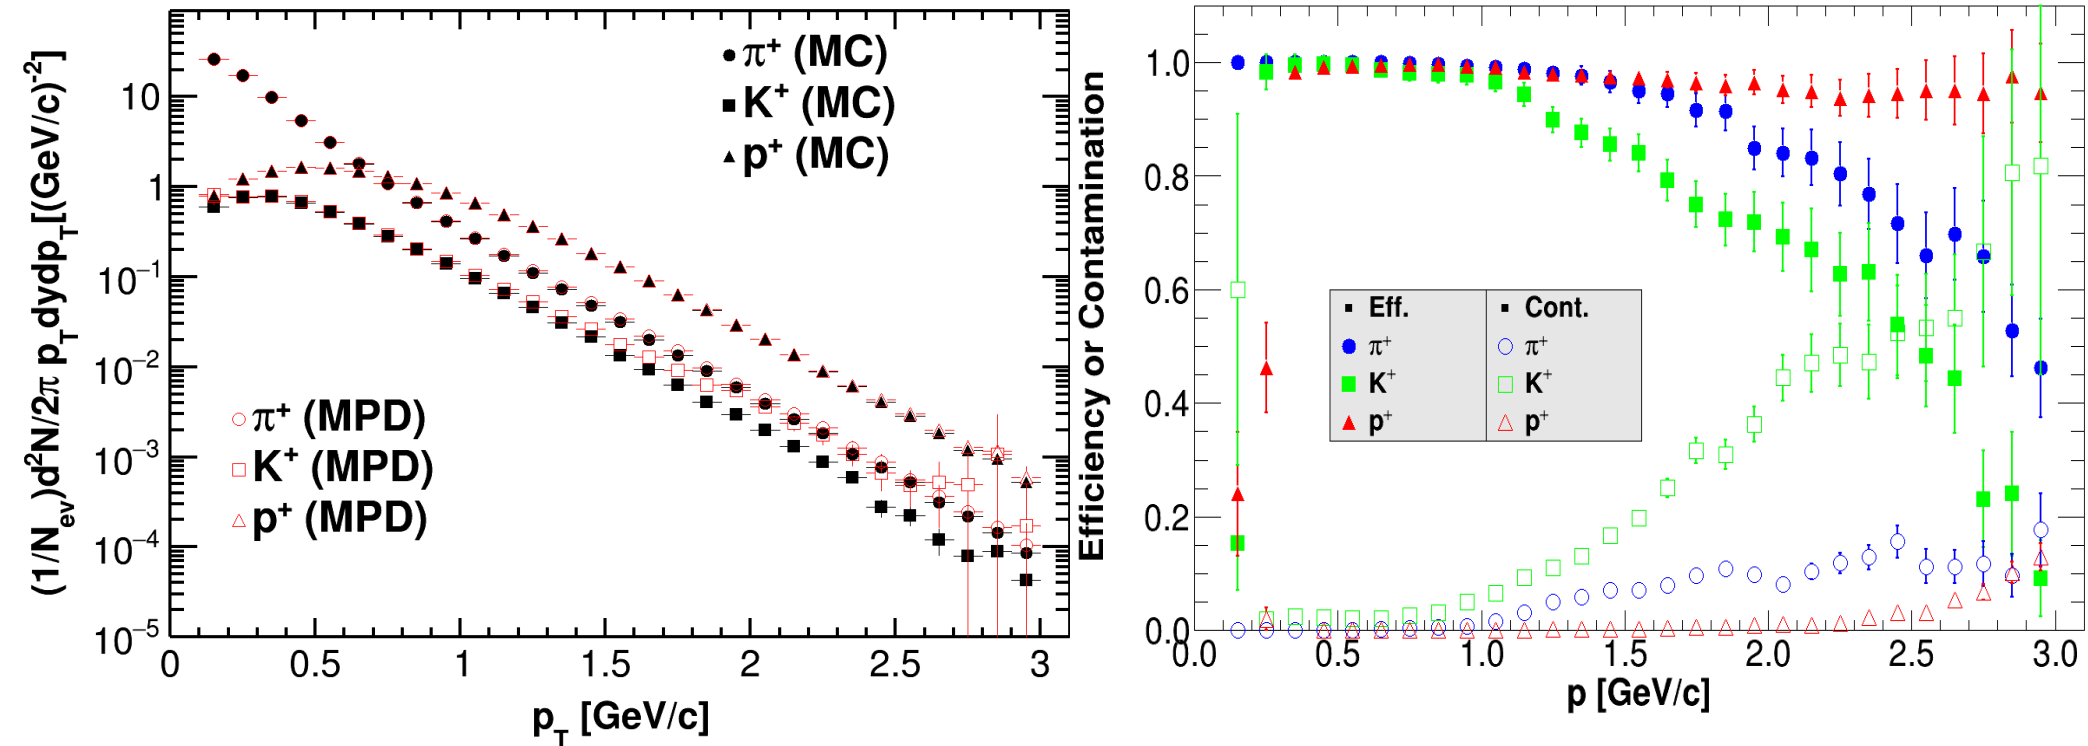 (1/N_ev)d²N/2π p_T dydp_T[(GeV/c)⁻²]
10
1
10⁻¹
10⁻²
10⁻³
10⁻⁴
10⁻⁵
π⁺ (MC)
K⁺ (MC)
p⁺ (MC)
π⁺ (MPD)
K⁺ (MPD)
p⁺ (MPD)
0 0.5 1 1.5 2 2.5 3
p_T [GeV/c]
Efficiency or Contamination
1.0
0.8
0.6
0.4
0.2
0.0
Eff. Cont.
π⁺ π⁺
K⁺ K⁺
p⁺ p⁺
0.0 0.5 1.0 1.5 2.0 2.5 3.0
p [GeV/c]